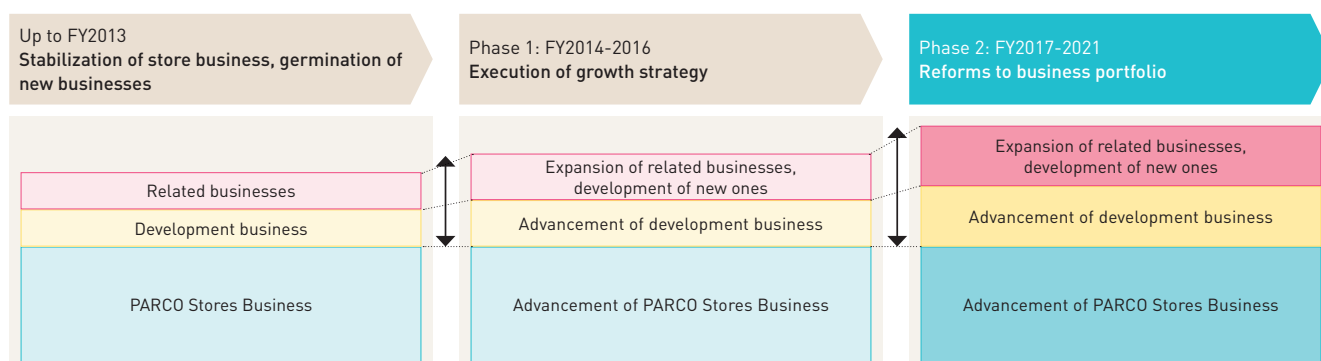 Up to FY2013
Stabilization of store business, germination of
new businesses
Phase 1: FY2014-2016
Execution of growth strategy
Phase 2: FY2017-2021
Reforms to business portfolio
Related businesses
Development business
PARCO Stores Business
Expansion of related businesses,
development of new ones
Advancement of development business
Advancement of PARCO Stores Business
Expansion of related businesses,
development of new ones
Advancement of development business
Advancement of PARCO Stores Business